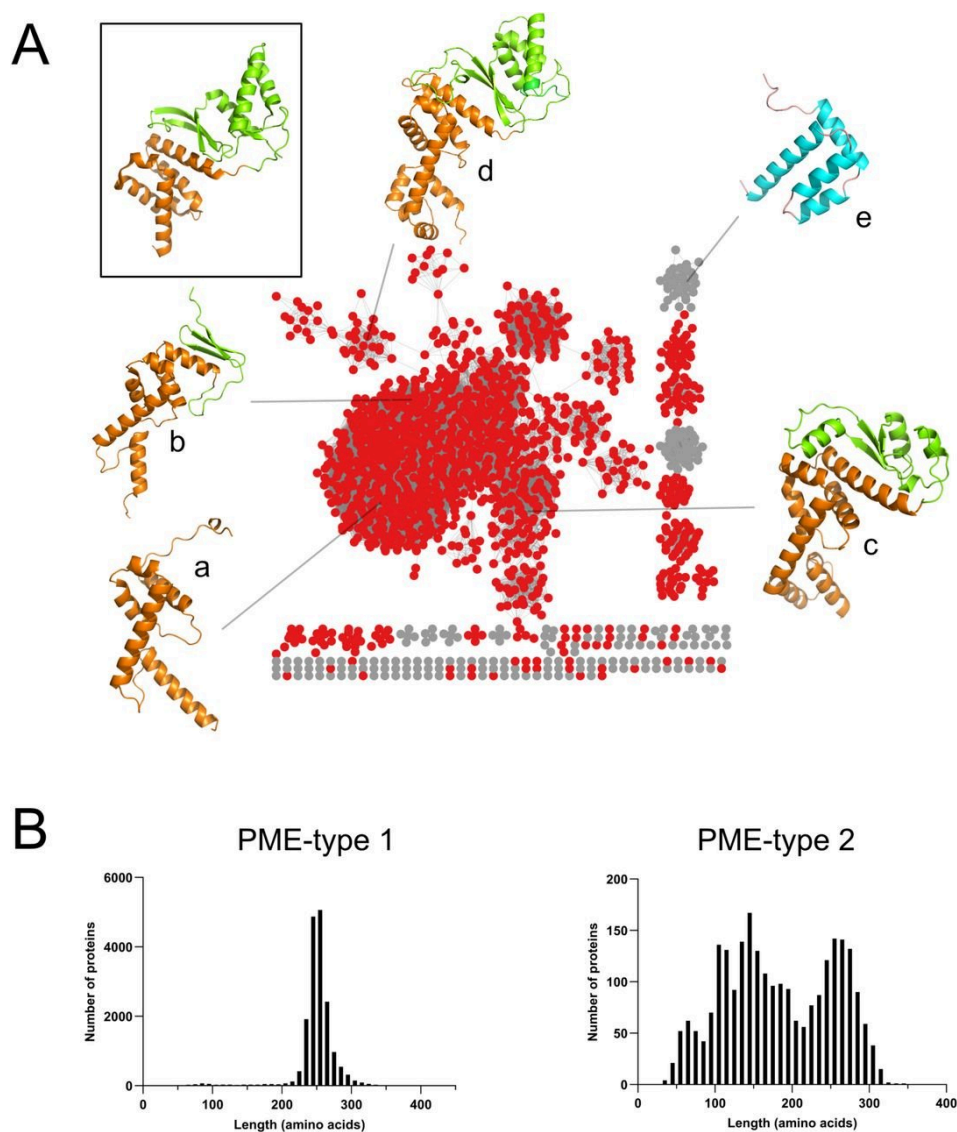 A
d
e
b
c
a
B
PME-type 1
PME-type 2
6000
4000
2000
0
Number of proteins
0 100 200 300 400
Length (amino acids)
200
150
100
50
0
Number of proteins
0 100 200 300 400
Length (amino acids)